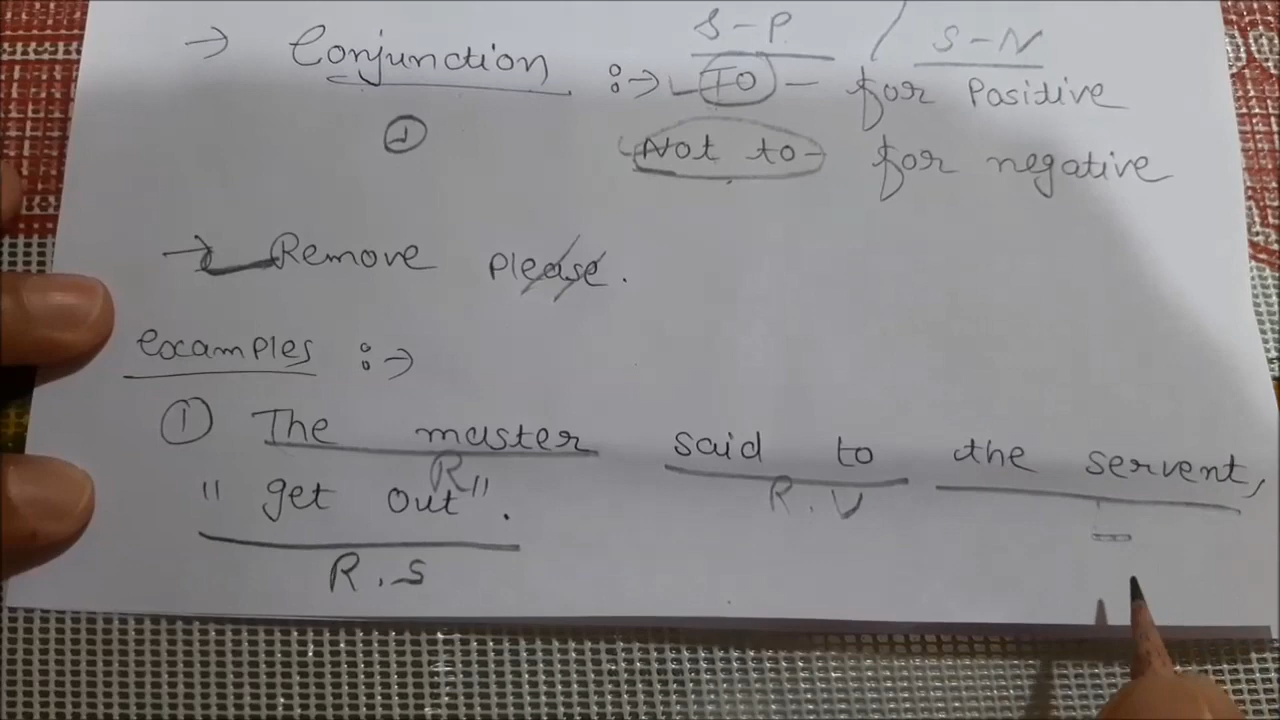 S-P. / S-N
→ Conjunction :→ To — for Positive
①
Not to — for negative
→ Remove please.
examples :→
① The master said to the servent,
R R.V
"get out".
R.S